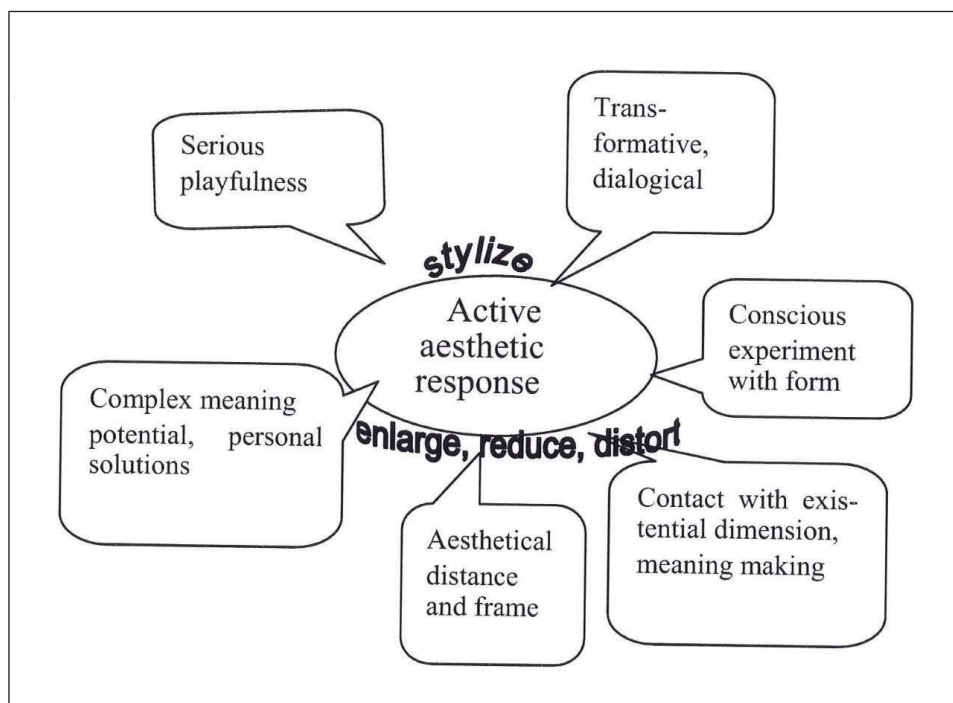 Serious
playfulness
Trans-
formative,
dialogical
stylize
Active
aesthetic
response
Conscious
experiment
with form
Complex meaning
potential, personal
solutions
enlarge, reduce, distort
Aesthetical
distance
and frame
Contact with exis-
tential dimension,
meaning making